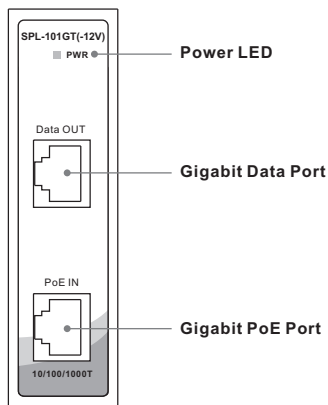 SPL-101GT(-12V)
PWR
Power LED
Data OUT
Gigabit Data Port
PoE IN
Gigabit PoE Port
10/100/1000T